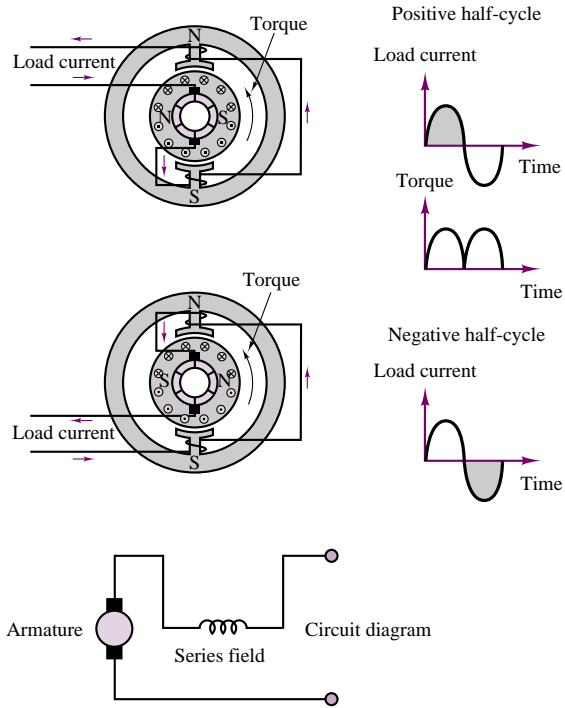 Positive half-cycle
N
Torque
Load current
Load current
N
S
S
Time
Torque
Time
Torque
N
S
N
Load current
S
Negative half-cycle
Load current
Time
Armature
Series field
Circuit diagram